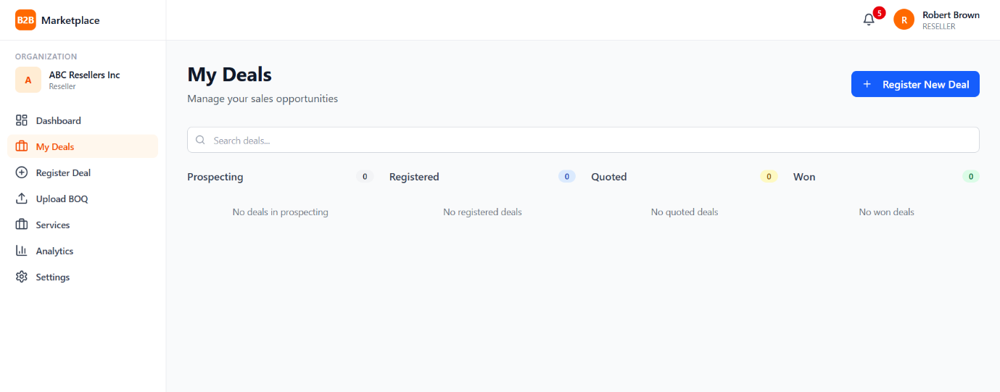 B2B Marketplace
5
R
Robert Brown
RESELLER
ORGANIZATION
A
ABC Resellers Inc
Reseller
Dashboard
My Deals
Register Deal
Upload BOQ
Services
Analytics
Settings
My Deals
Manage your sales opportunities
+ Register New Deal
Search deals...
Prospecting 0
No deals in prospecting
Registered 0
No registered deals
Quoted 0
No quoted deals
Won 0
No won deals